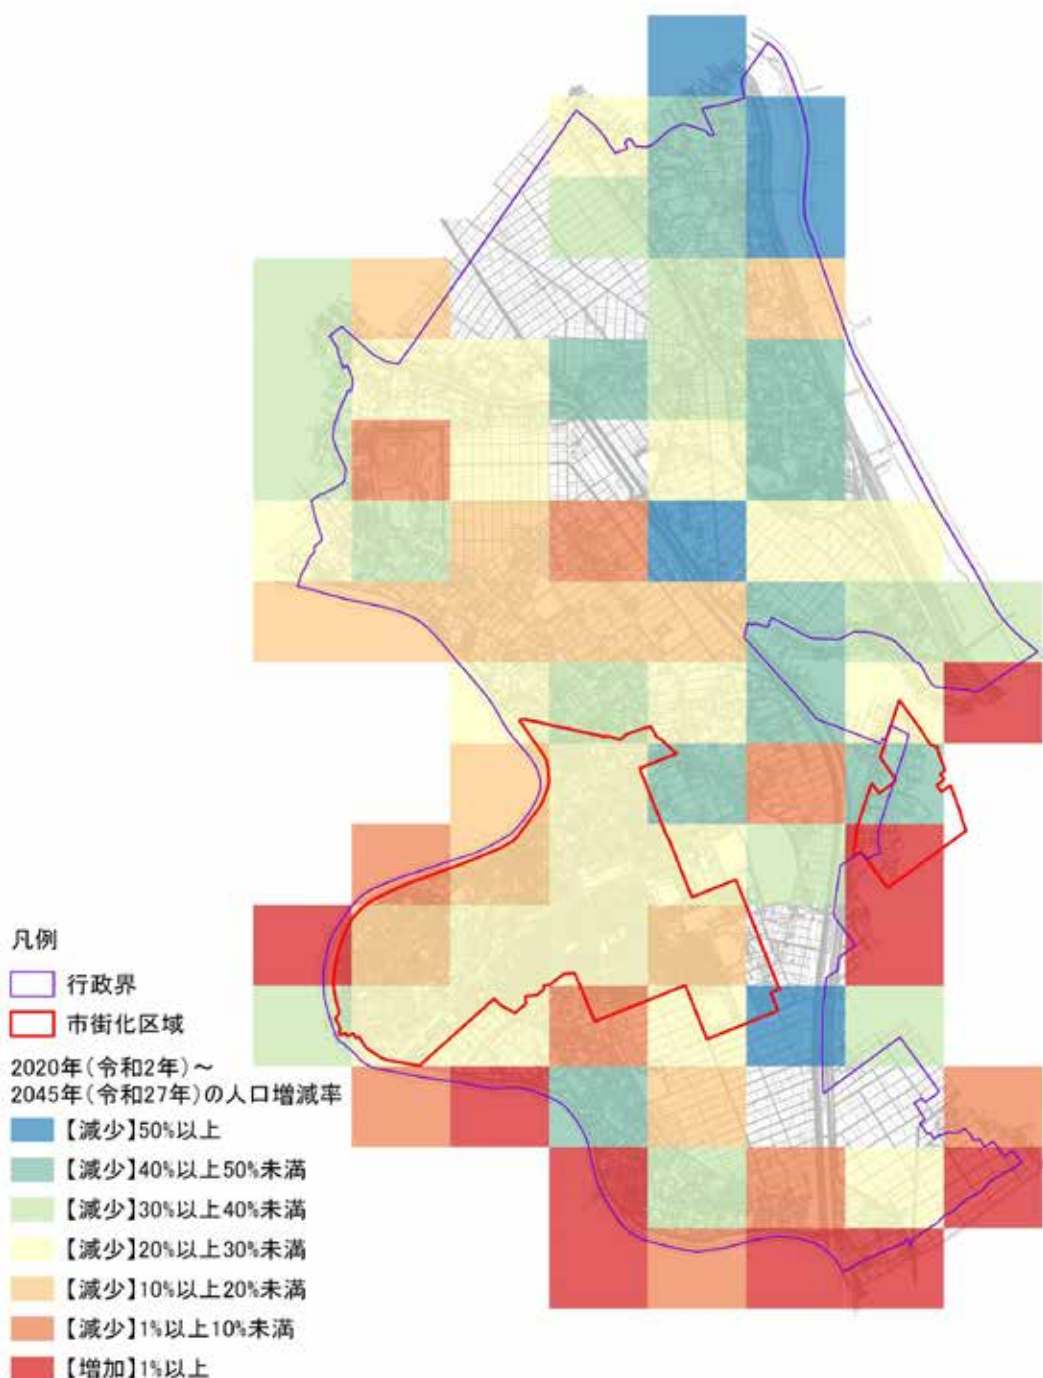 凡例
行政界
市街化区域
2020年(令和2年)～
2045年(令和27年)の人口増減率
【減少】50%以上
【減少】40%以上50%未満
【減少】30%以上40%未満
【減少】20%以上30%未満
【減少】10%以上20%未満
【減少】1%以上10%未満
【増加】1%以上